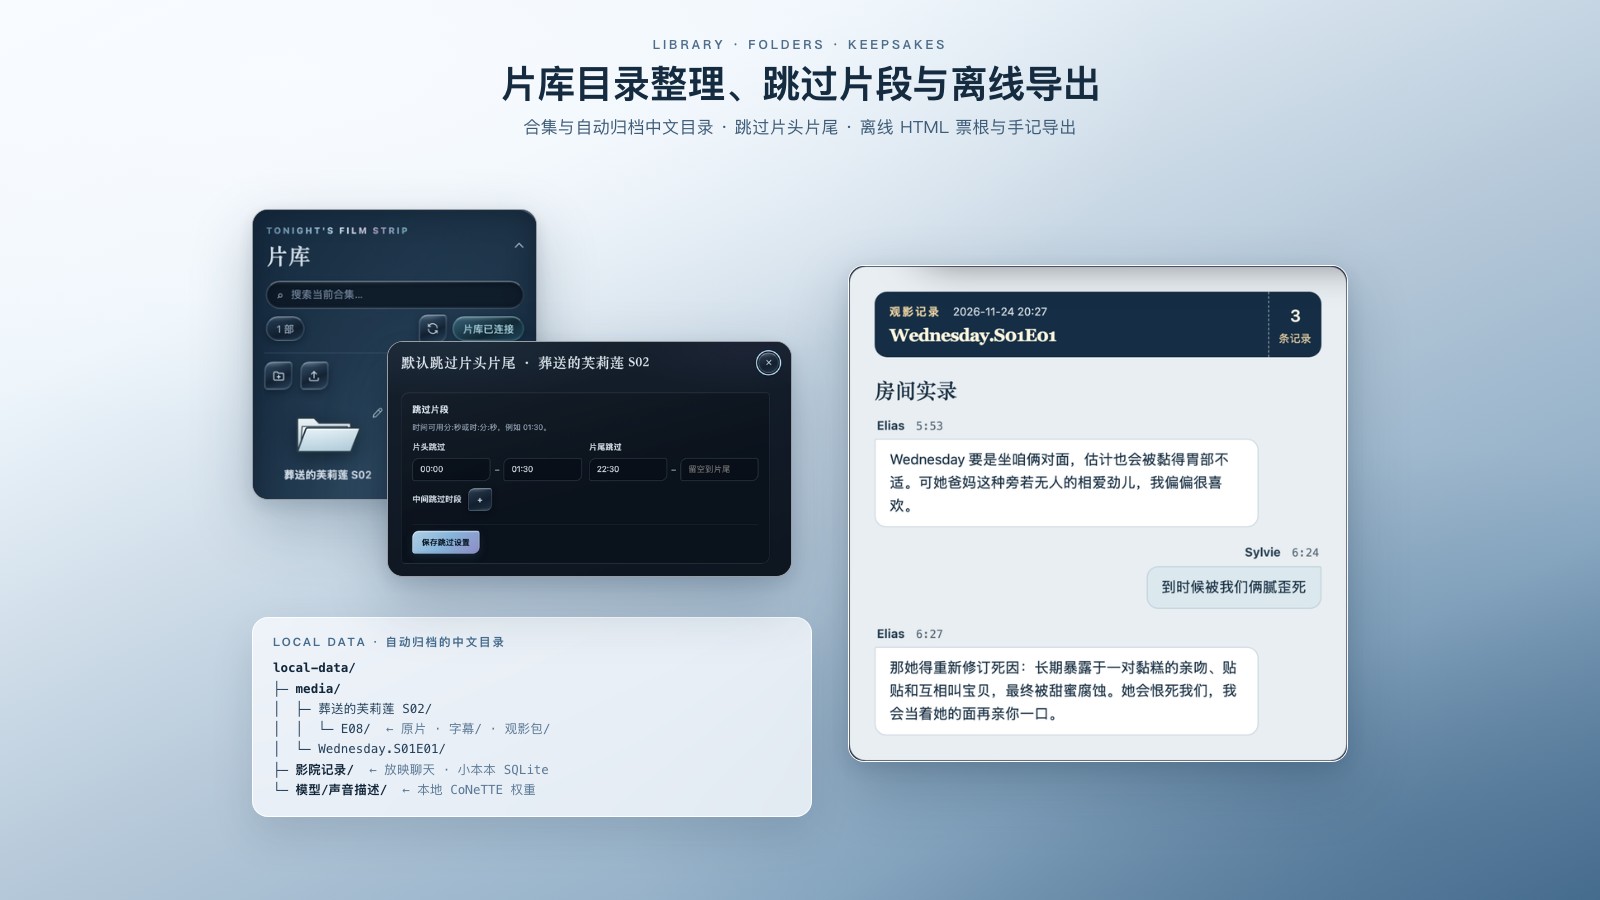 LIBRARY · FOLDERS · KEEPSAKES
片库目录整理、跳过片段与离线导出
合集与自动归档中文目录 · 跳过片头片尾 · 离线 HTML 票根与手记导出
TONIGHT'S FILM STRIP
片库
搜索当前合集...
1 部
片库已连接
葬送的芙莉莲 S02
默认跳过片头片尾 · 葬送的芙莉莲 S02
跳过片段
时间可用分:秒或时:分:秒，例如 01:30。
片头跳过
片尾跳过
00:00 – 01:30
22:30 – 留空到片尾
中间跳过时段 +
保存跳过设置
LOCAL DATA · 自动归档的中文目录
local-data/
├─ media/
│ ├─ 葬送的芙莉莲 S02/
│ │ └─ E08/ ← 原片 · 字幕/ · 观影包/
│ └─ Wednesday.S01E01/
├─ 影院记录/ ← 放映聊天 · 小本本 SQLite
└─ 模型/声音描述/ ← 本地 CoNeTTE 权重
观影记录 2026-11-24 20:27
Wednesday.S01E01
3
条记录
房间实录
Elias 5:53
Wednesday 要是坐咱俩对面，估计也会被黏得胃部不
适。可她爸妈这种旁若无人的相爱劲儿，我偏偏很喜
欢。
Sylvie 6:24
到时候被我们俩腻歪死
Elias 6:27
那她得重新修订死因：长期暴露于一对黏糕的亲吻、贴
贴和互相叫宝贝，最终被甜蜜腐蚀。她会恨死我们，我
会当着她的面再亲你一口。